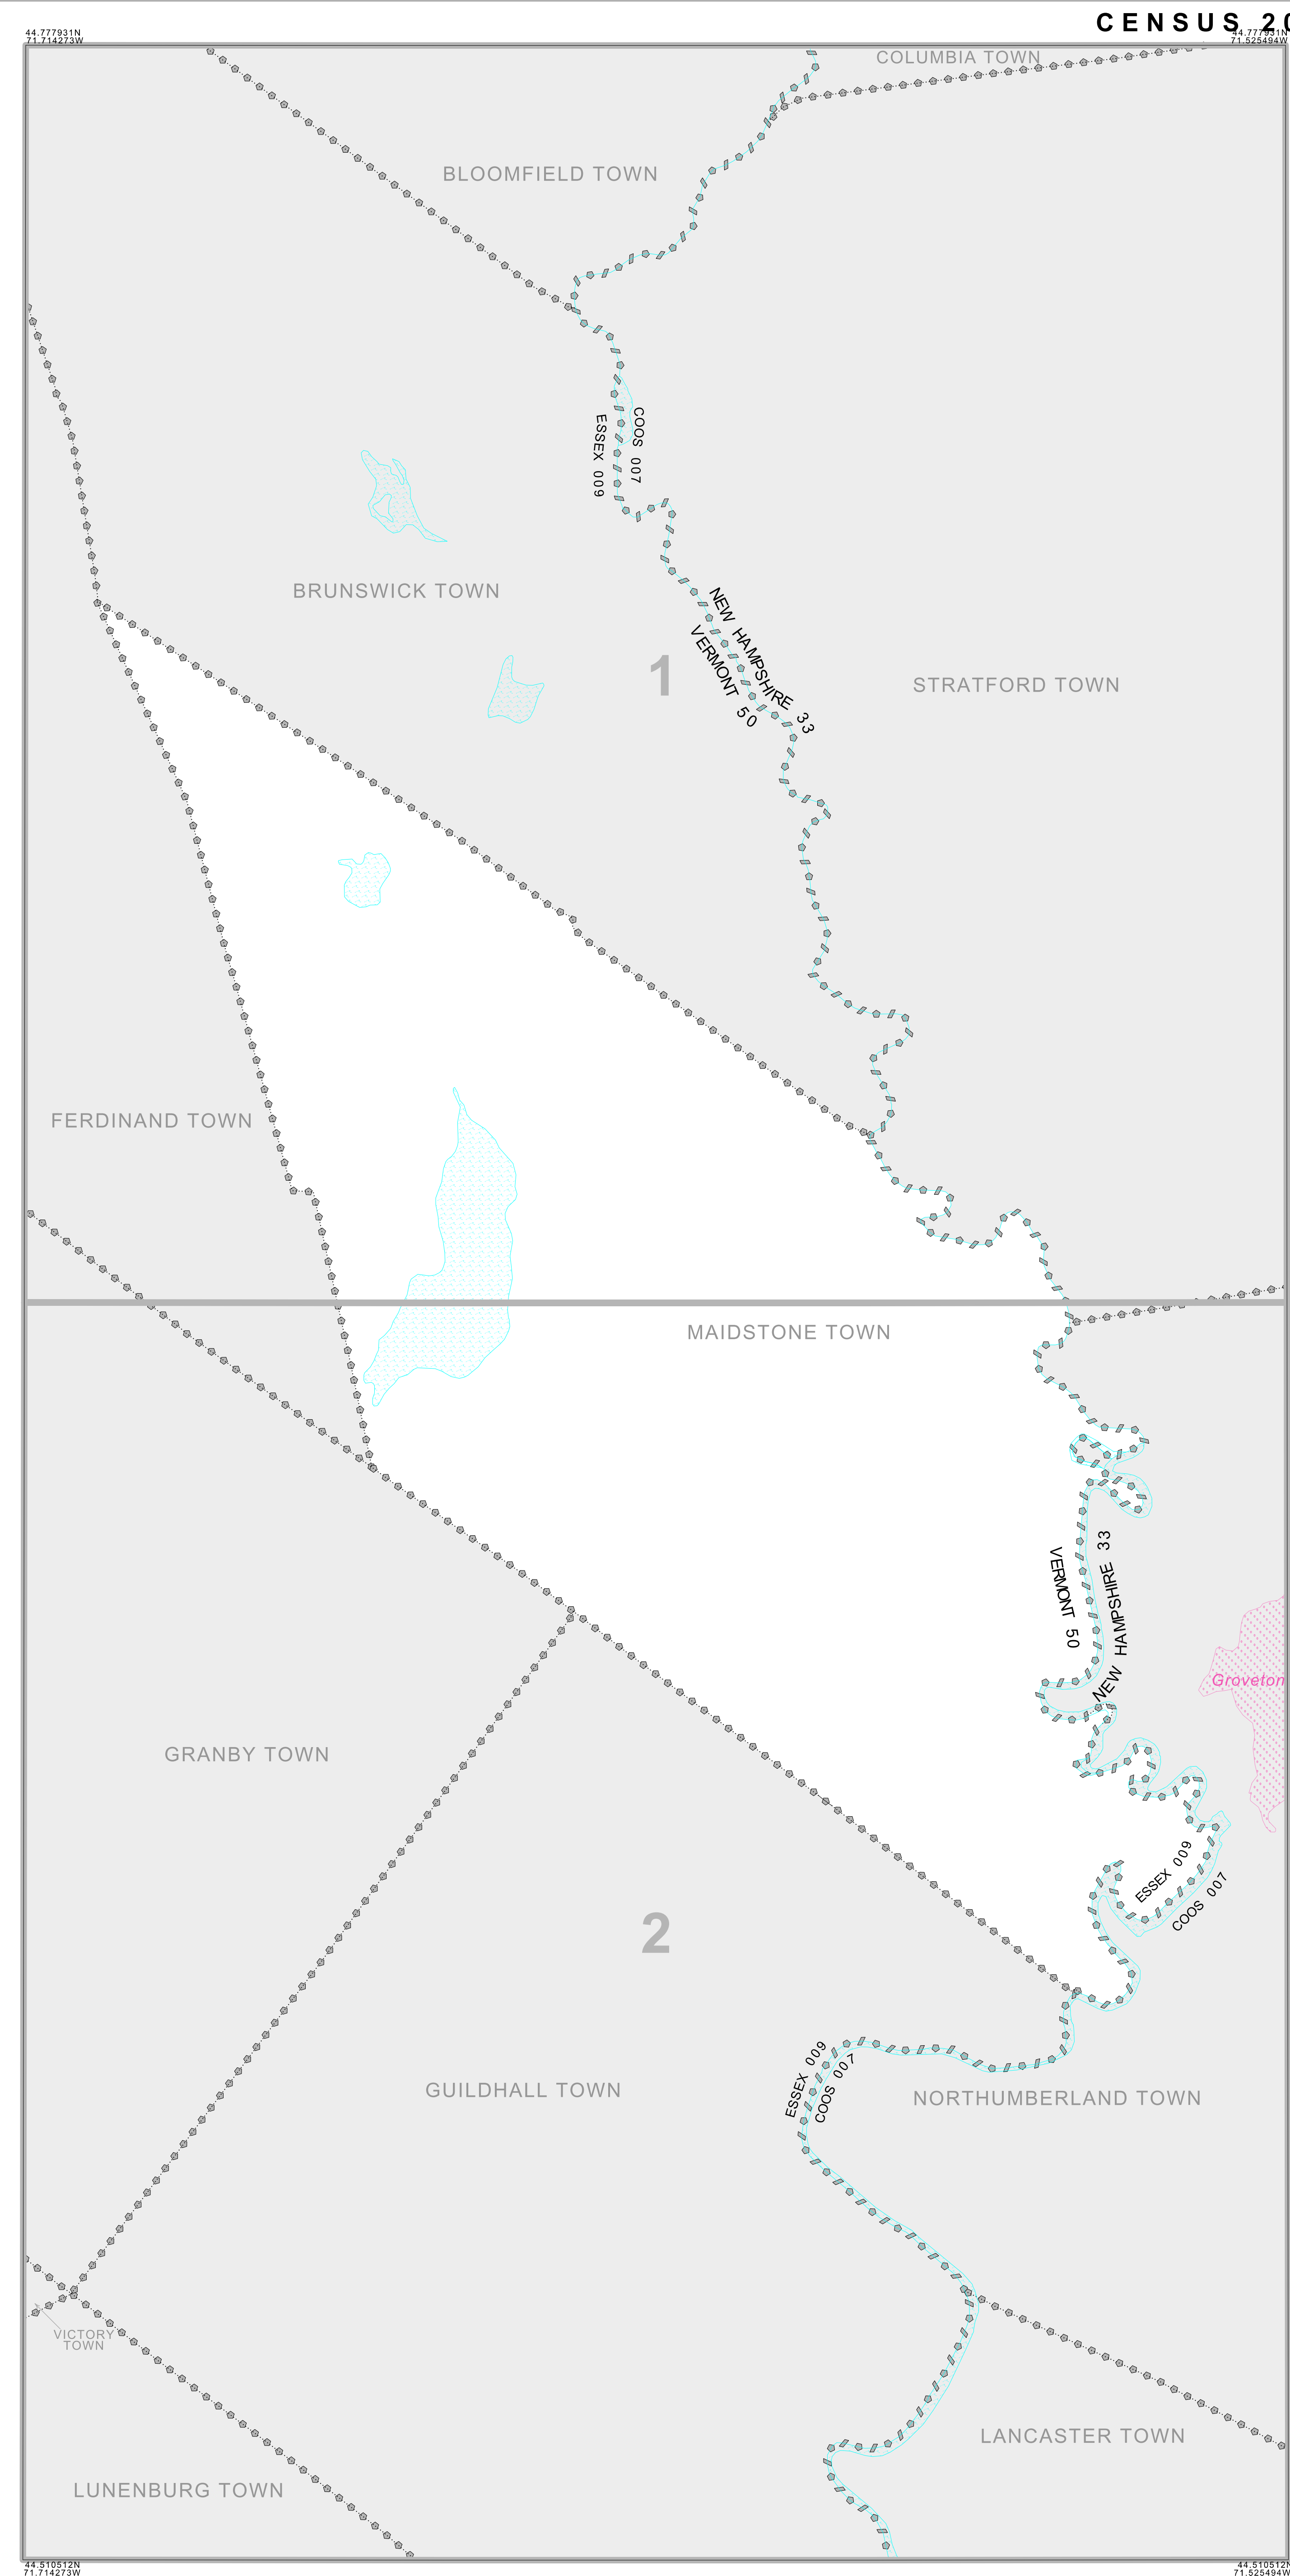 CENSUS 20
44.777931N
71.714273W
44.777931N
71.525494W
COLUMBIA TOWN
BLOOMFIELD TOWN
ESSEX 009
COOS 007
BRUNSWICK TOWN
NEW HAMPSHIRE 33
VERMONT 50
1
STRATFORD TOWN
FERDINAND TOWN
MAIDSTONE TOWN
VERMONT 50
NEW HAMPSHIRE 33
Groveton
GRANBY TOWN
ESSEX 009
COOS 007
2
ESSEX 009
COOS 007
GUILDHALL TOWN
NORTHUMBERLAND TOWN
VICTORY
TOWN
LANCASTER TOWN
LUNENBURG TOWN
44.510512N
71.714273W
44.510512N
71.525494W